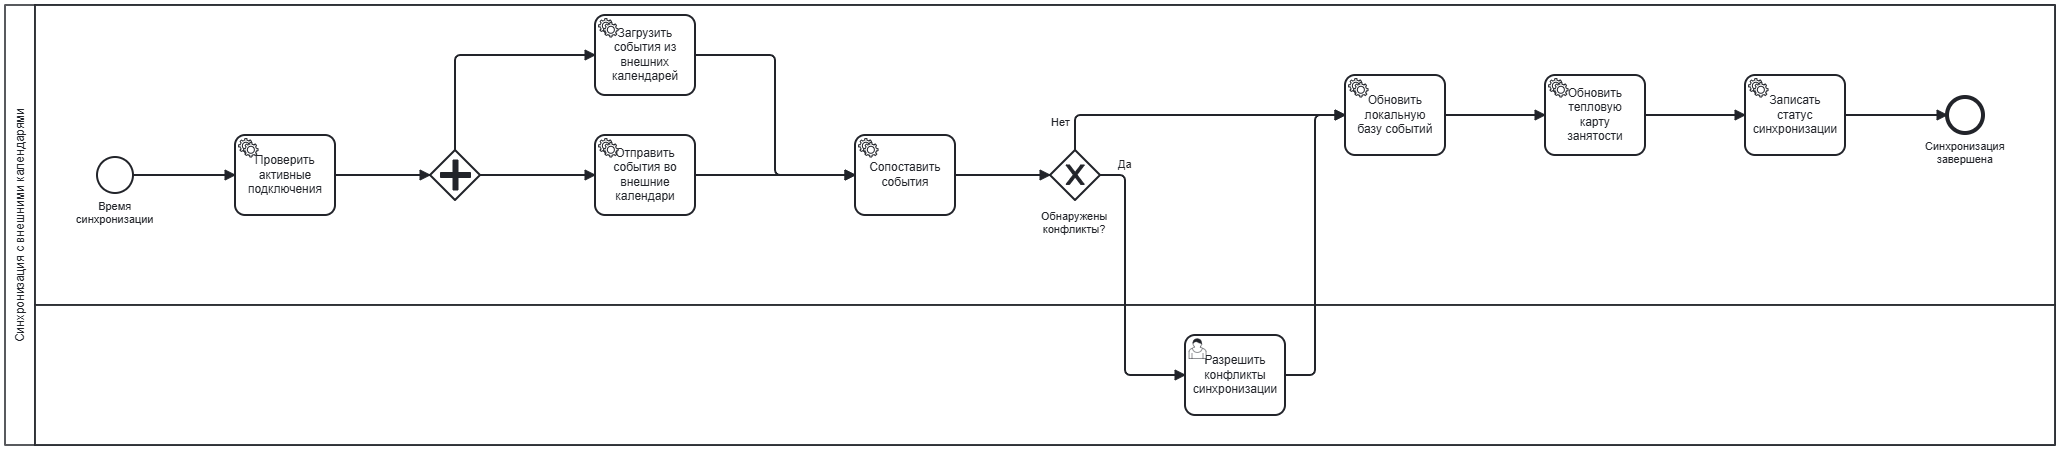 Синхронизация с внешними календарями
Время
синхронизации
Проверить
активные
подключения
Загрузить
события из
внешних
календарей
Отправить
события во
внешние
календари
Сопоставить
события
Нет
Да
Обнаружены
конфликты?
Разрешить
конфликты
синхронизации
Обновить
локальную
базу событий
Обновить
тепловую
карту
занятости
Записать
статус
синхронизации
Синхронизация
завершена